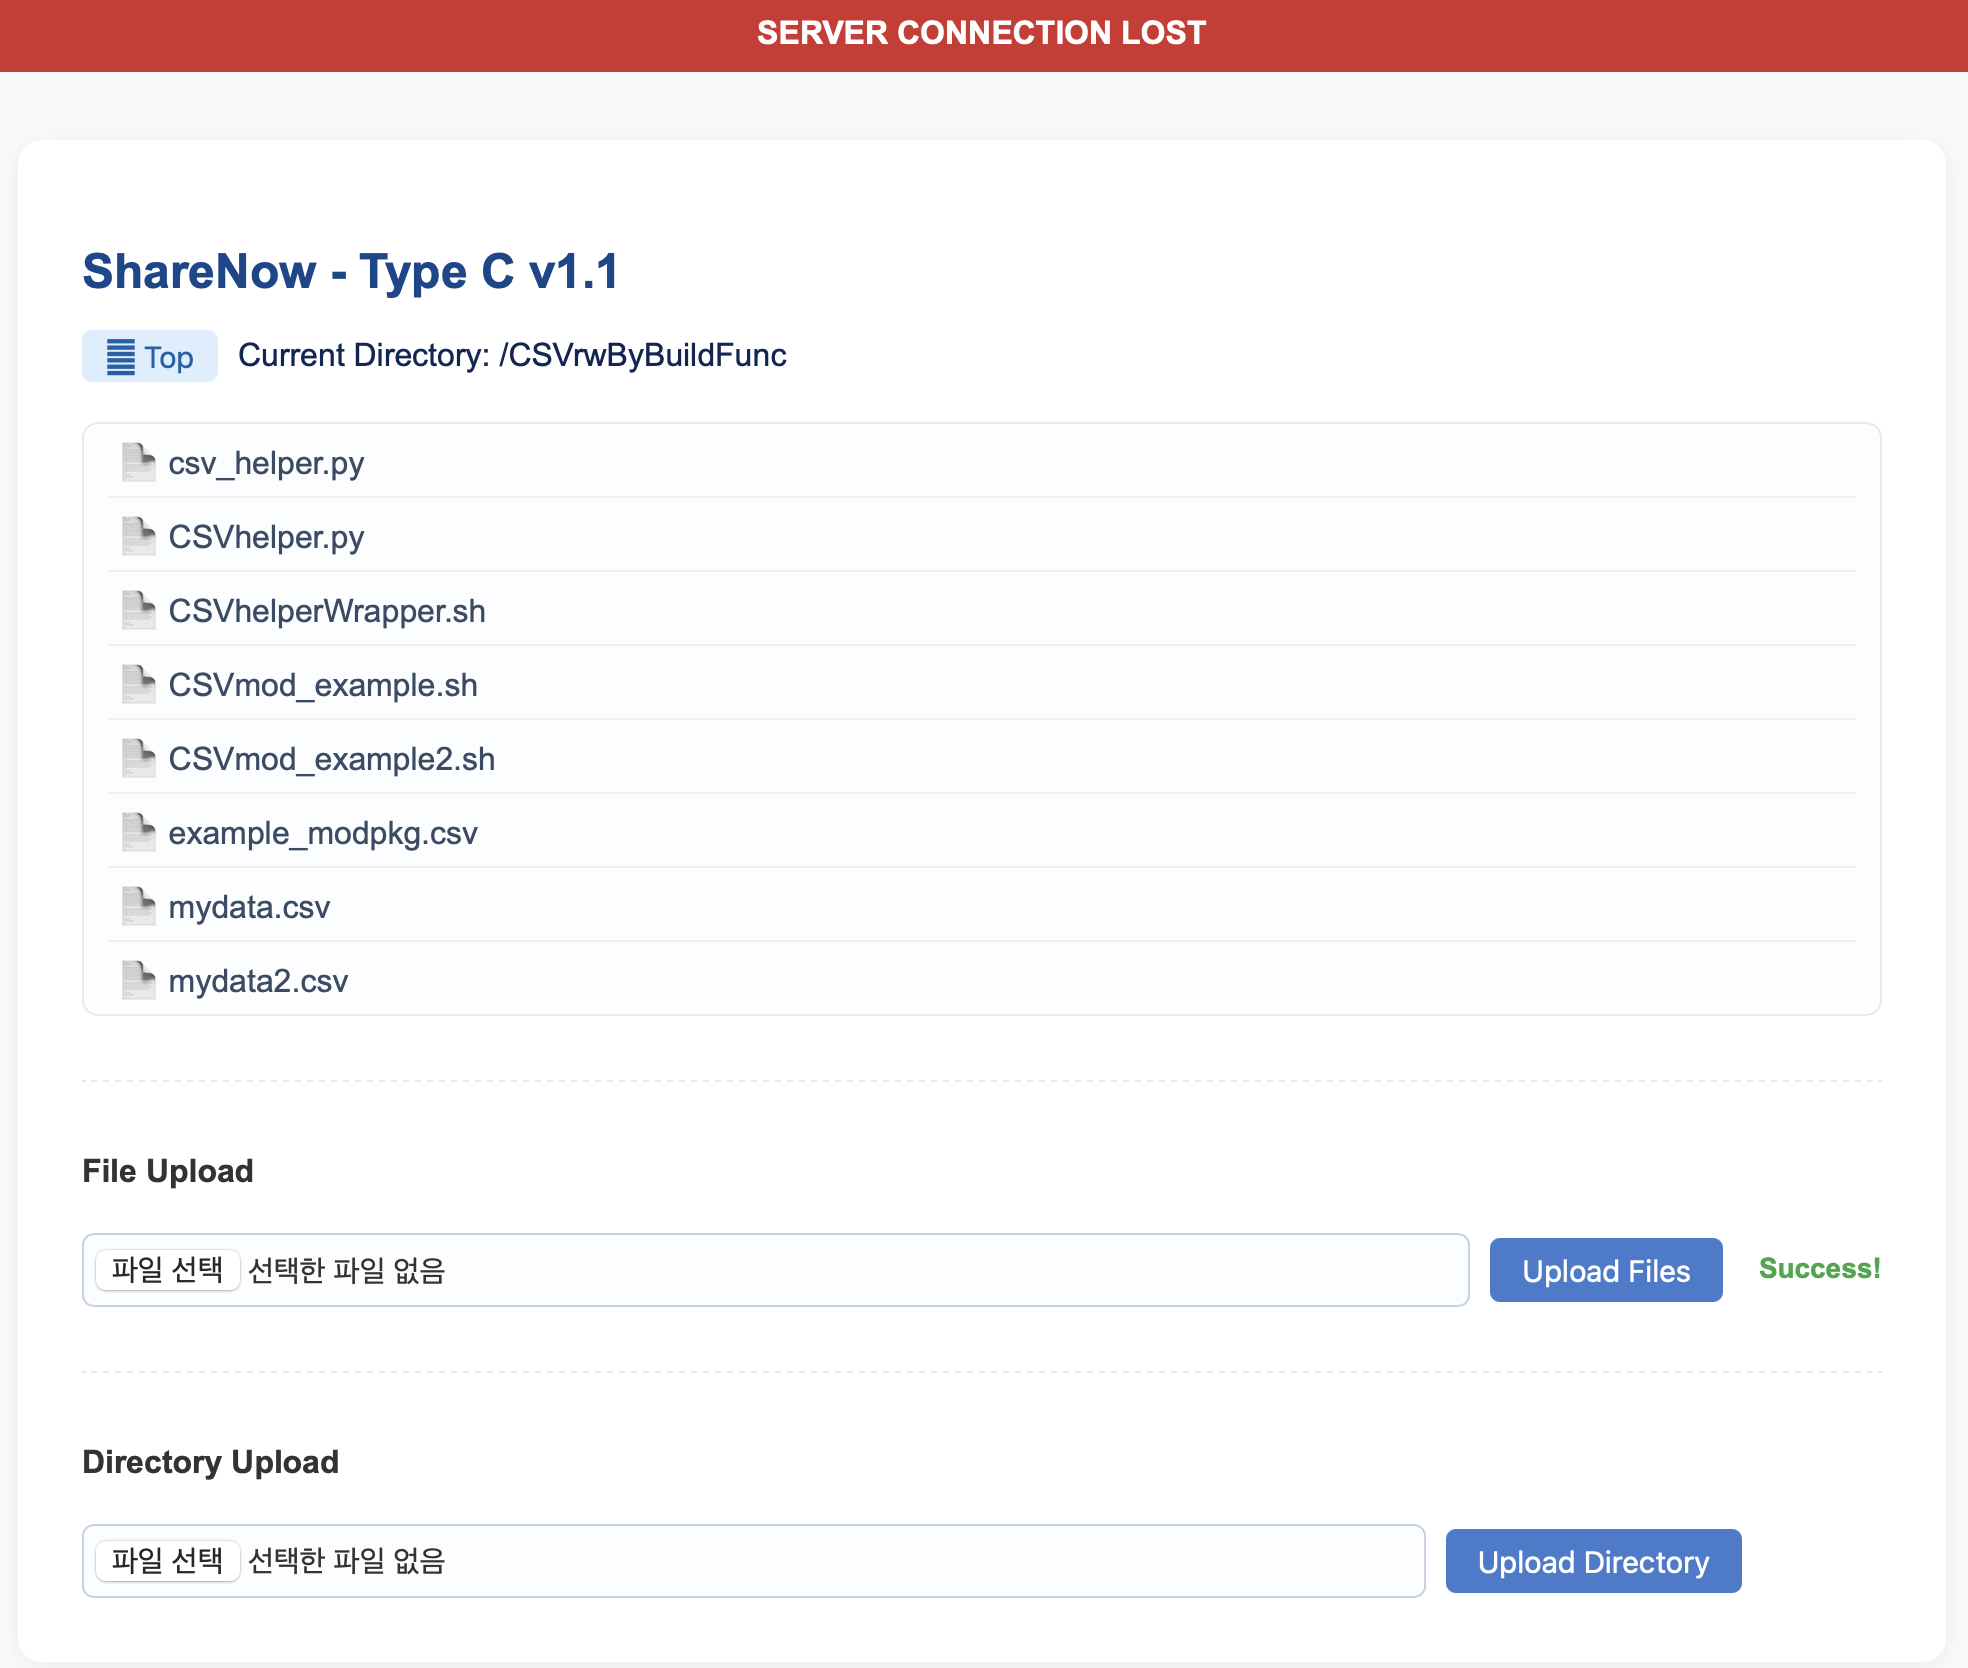 SERVER CONNECTION LOST
ShareNow - Type C v1.1
Top Current Directory: /CSVrwByBuildFunc
csv_helper.py
CSVhelper.py
CSVhelperWrapper.sh
CSVmod_example.sh
CSVmod_example2.sh
example_modpkg.csv
mydata.csv
mydata2.csv
File Upload
파일 선택 선택한 파일 없음 Upload Files Success!
Directory Upload
파일 선택 선택한 파일 없음 Upload Directory